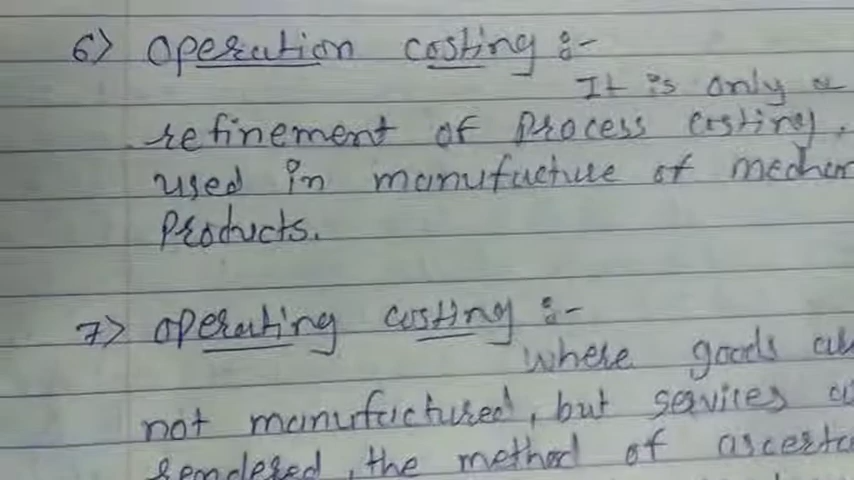 6) Operation costing :-
It is only a
refinement of Process costing,
used in manufacture of
Products.
7) Operating costing :-
Where goods
not manufactured, but services
rendered, the method of